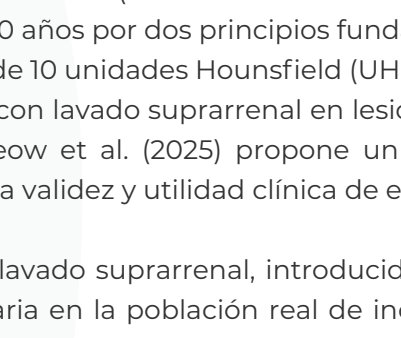 0 años por dos principios fund
de 10 unidades Hounsfield (UH
con lavado suprarrenal en lesio
eow et al. (2025) propone un
a validez y utilidad clínica de e
lavado suprarrenal, introducid
aria en la población real de inc